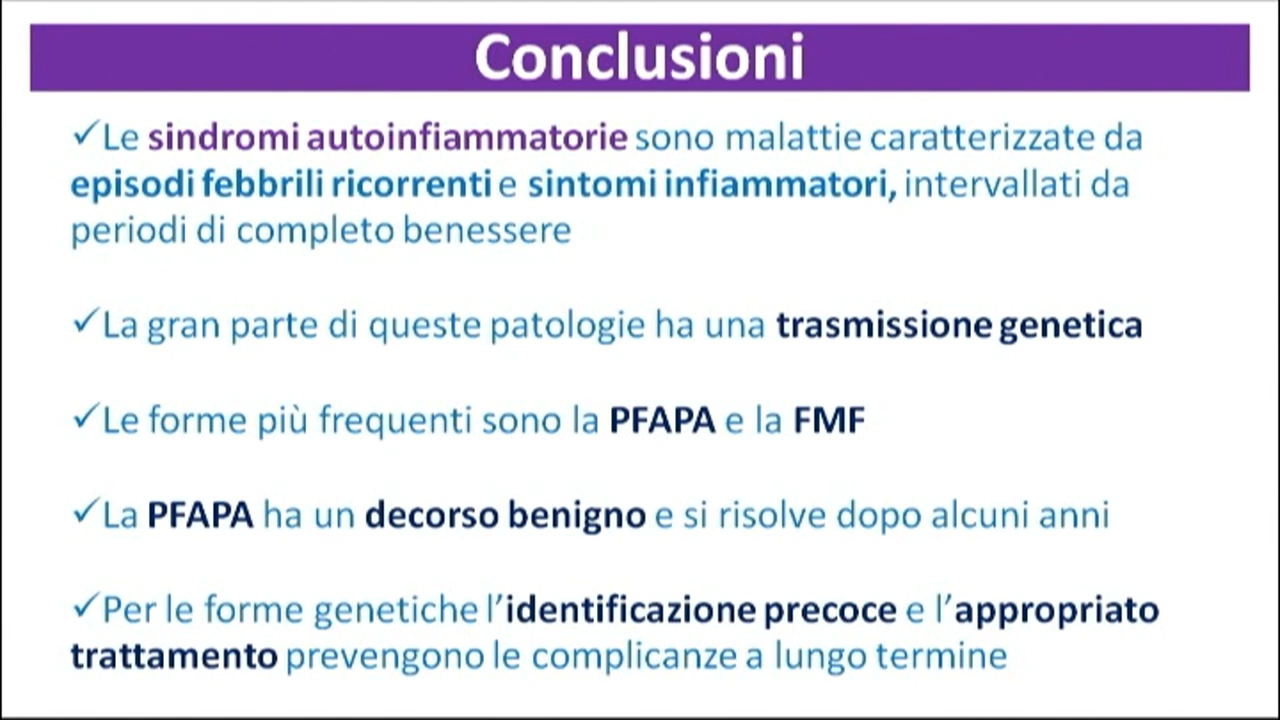 Conclusioni
✓Le sindromi autoinfiammatorie sono malattie caratterizzate da
episodi febbrili ricorrenti e sintomi infiammatori, intervallati da
periodi di completo benessere
✓La gran parte di queste patologie ha una trasmissione genetica
✓Le forme più frequenti sono la PFAPA e la FMF
✓La PFAPA ha un decorso benigno e si risolve dopo alcuni anni
✓Per le forme genetiche l’identificazione precoce e l’appropriato
trattamento prevengono le complicanze a lungo termine